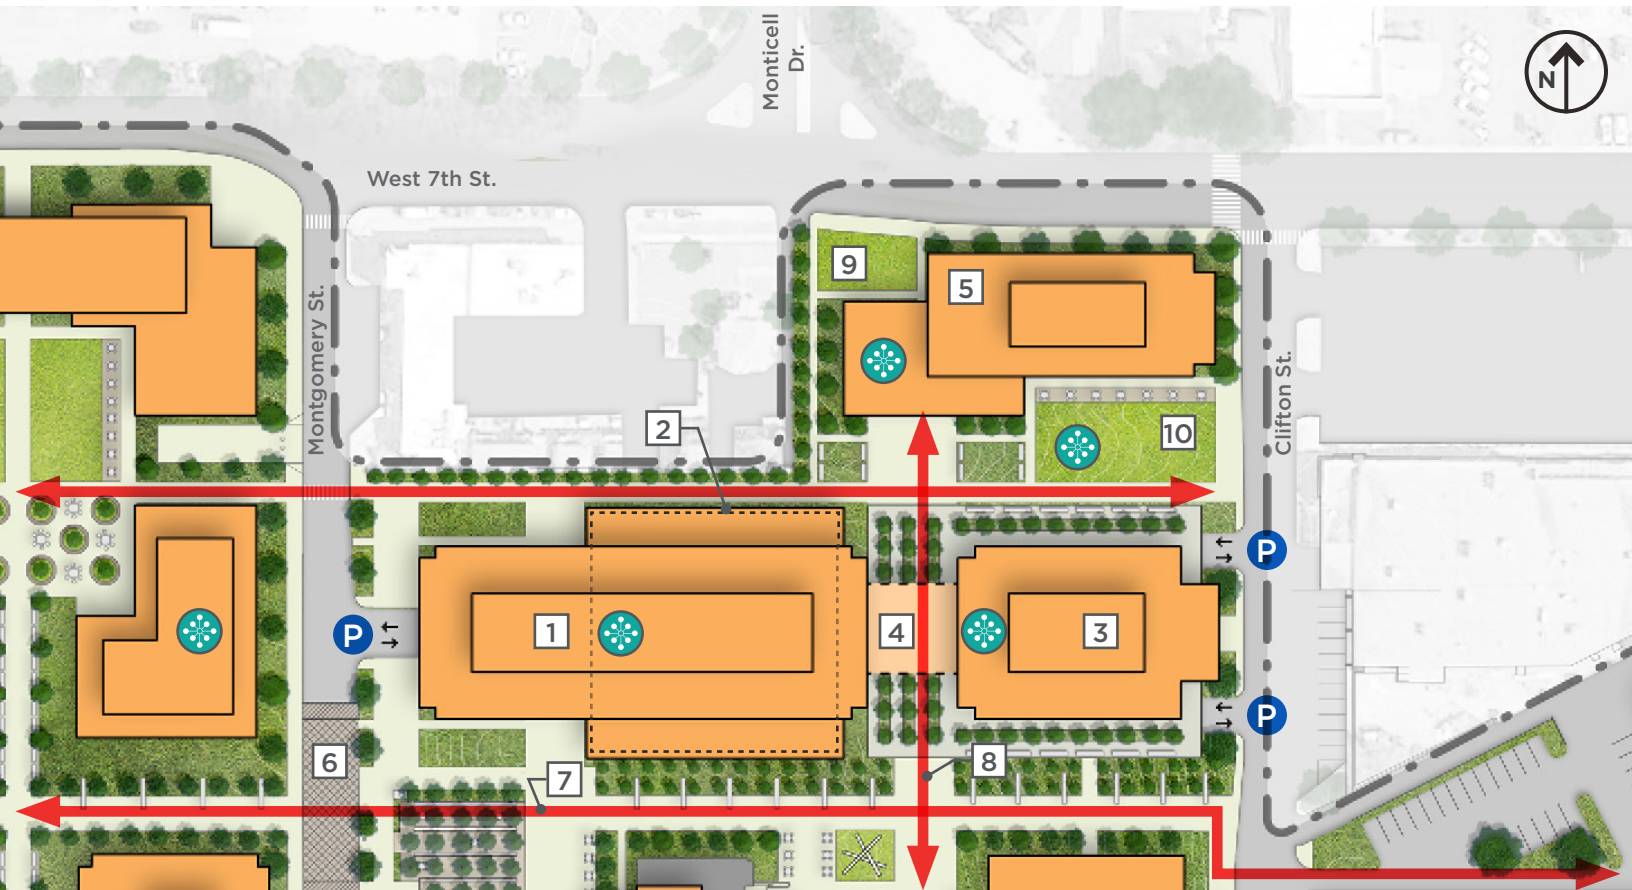 Monticell
Dr.
N
West 7th St.
Montgomery St.
Clifton St.
9
5
2
10
P
P
1
4
3
P
6
7
8